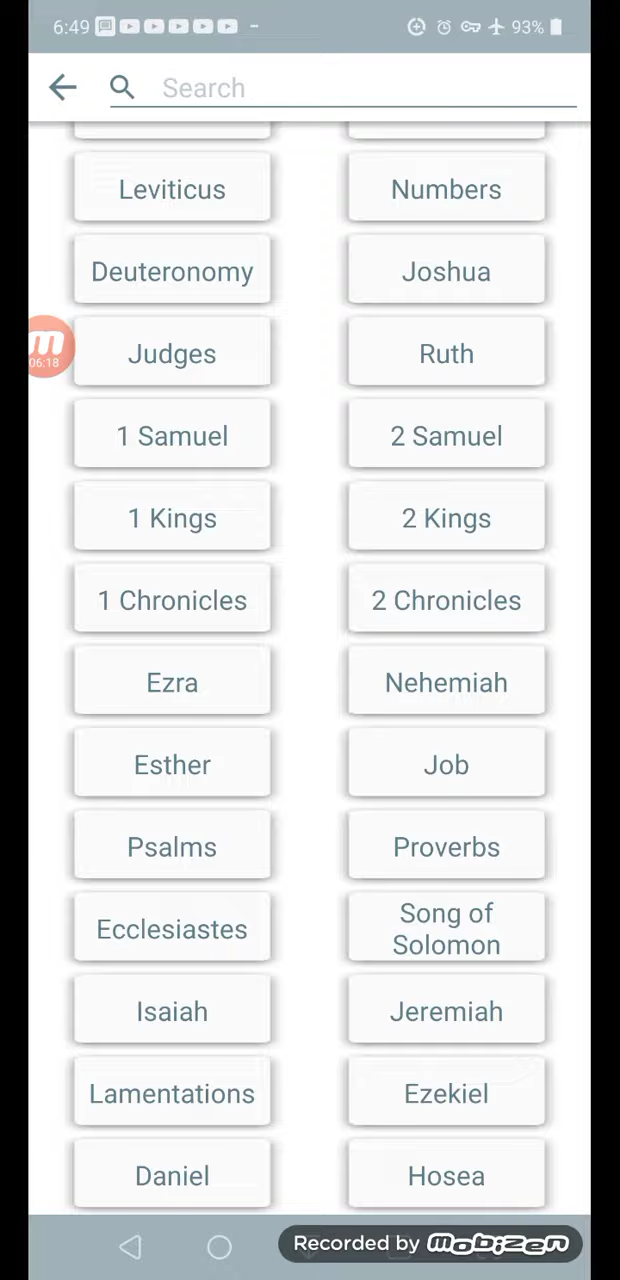 6:49 93%
Search
Leviticus Numbers
Deuteronomy Joshua
Judges Ruth
m
06:18
1 Samuel 2 Samuel
1 Kings 2 Kings
1 Chronicles 2 Chronicles
Ezra Nehemiah
Esther Job
Psalms Proverbs
Ecclesiastes Song of
Solomon
Isaiah Jeremiah
Lamentations Ezekiel
Daniel Hosea
Recorded by mobizen